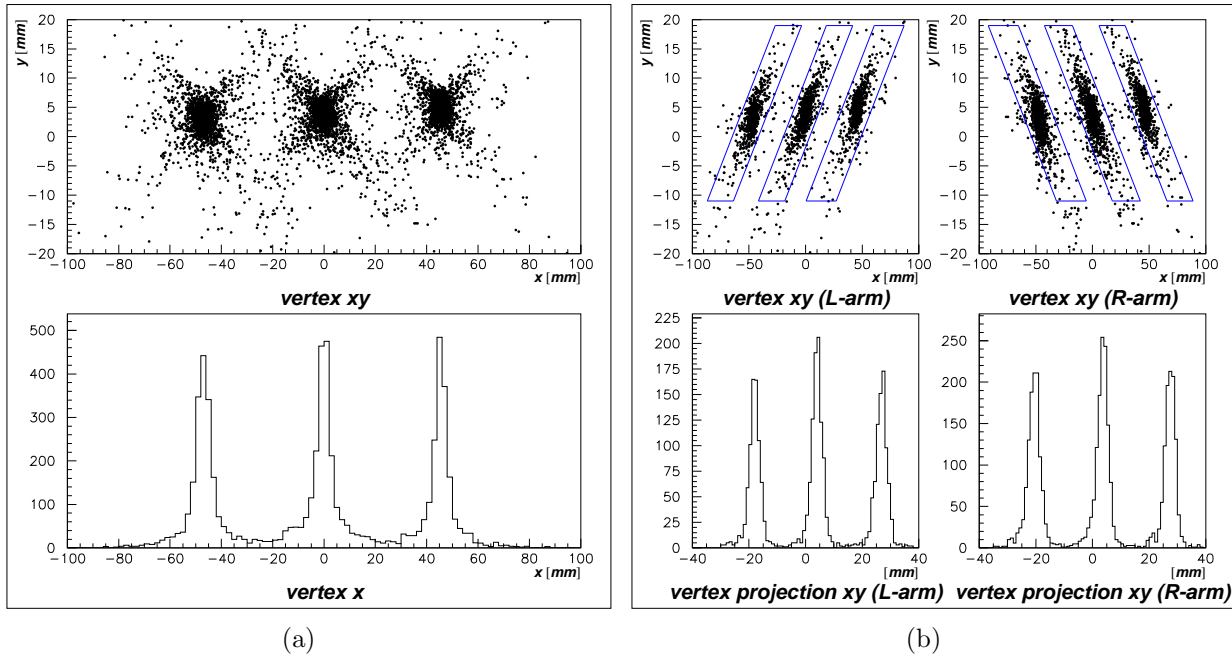 y [mm]
20
15
10
5
0
−5
−10
−15
−20
−100 −80 −60 −40 −20 0 20 40 60 80 100
x [mm]
vertex xy
500
400
300
200
100
0
−100 −80 −60 −40 −20 0 20 40 60 80 100
x [mm]
vertex x
(a)
y [mm]
20
15
10
5
0
−5
−10
−15
−20
−100 −50 0 50 100
x [mm]
vertex xy (L-arm)
y [mm]
20
15
10
5
0
−5
−10
−15
−20
−100 −50 0 50 100
x [mm]
vertex xy (R-arm)
225
200
175
150
125
100
75
50
25
0
−40 −20 0 20 40
[mm]
vertex projection xy (L-arm)
250
200
150
100
50
0
−40 −20 0 20 40
[mm]
vertex projection xy (R-arm)
(b)